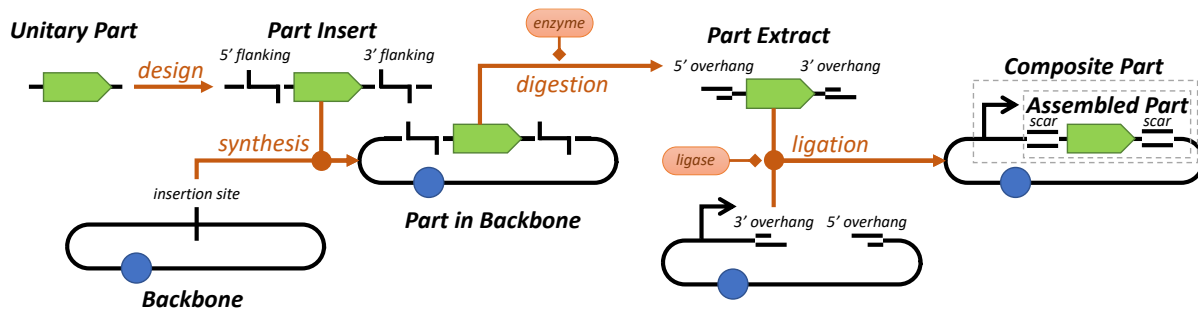 Unitary Part
design
Part Insert
5’ flanking
3’ flanking
synthesis
insertion site
Backbone
Part in Backbone
enzyme
digestion
Part Extract
5’ overhang
3’ overhang
ligase
ligation
3’ overhang
5’ overhang
Composite Part
Assembled Part
scar
scar